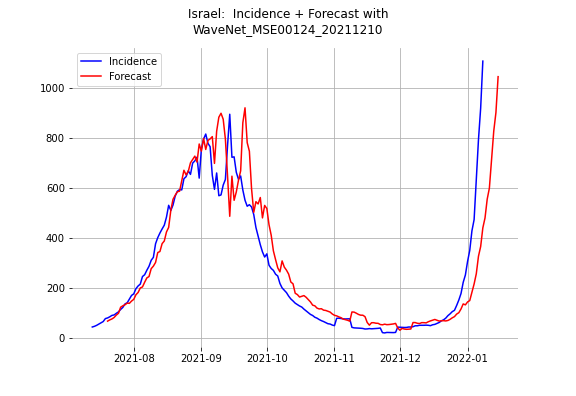 Israel:  Incidence + Forecast with
WaveNet_MSE00124_20211210
Incidence
Forecast
1000
800
600
400
200
0
2021-08 2021-09 2021-10 2021-11 2021-12 2022-01